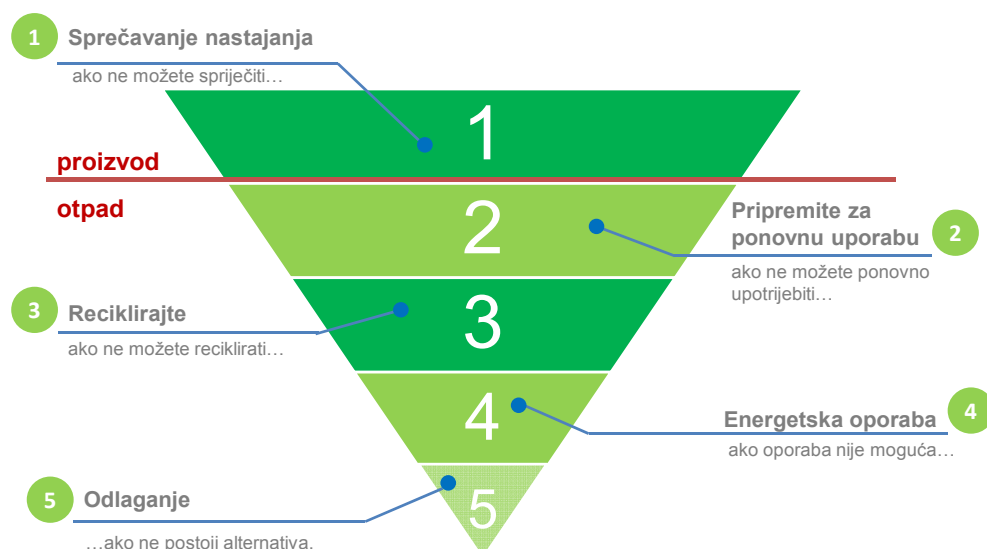 1 Sprečavanje nastajanja
ako ne možete spriječiti…
1
proizvod
otpad
2
Pripremite za
ponovnu uporabu 2
ako ne možete ponovno
upotrijebiti…
3 Reciklirajte
ako ne možete reciklirati…
3
4
Energetska oporaba 4
ako oporaba nije moguća…
5 Odlaganje
5
…ako ne postoji alternativa.